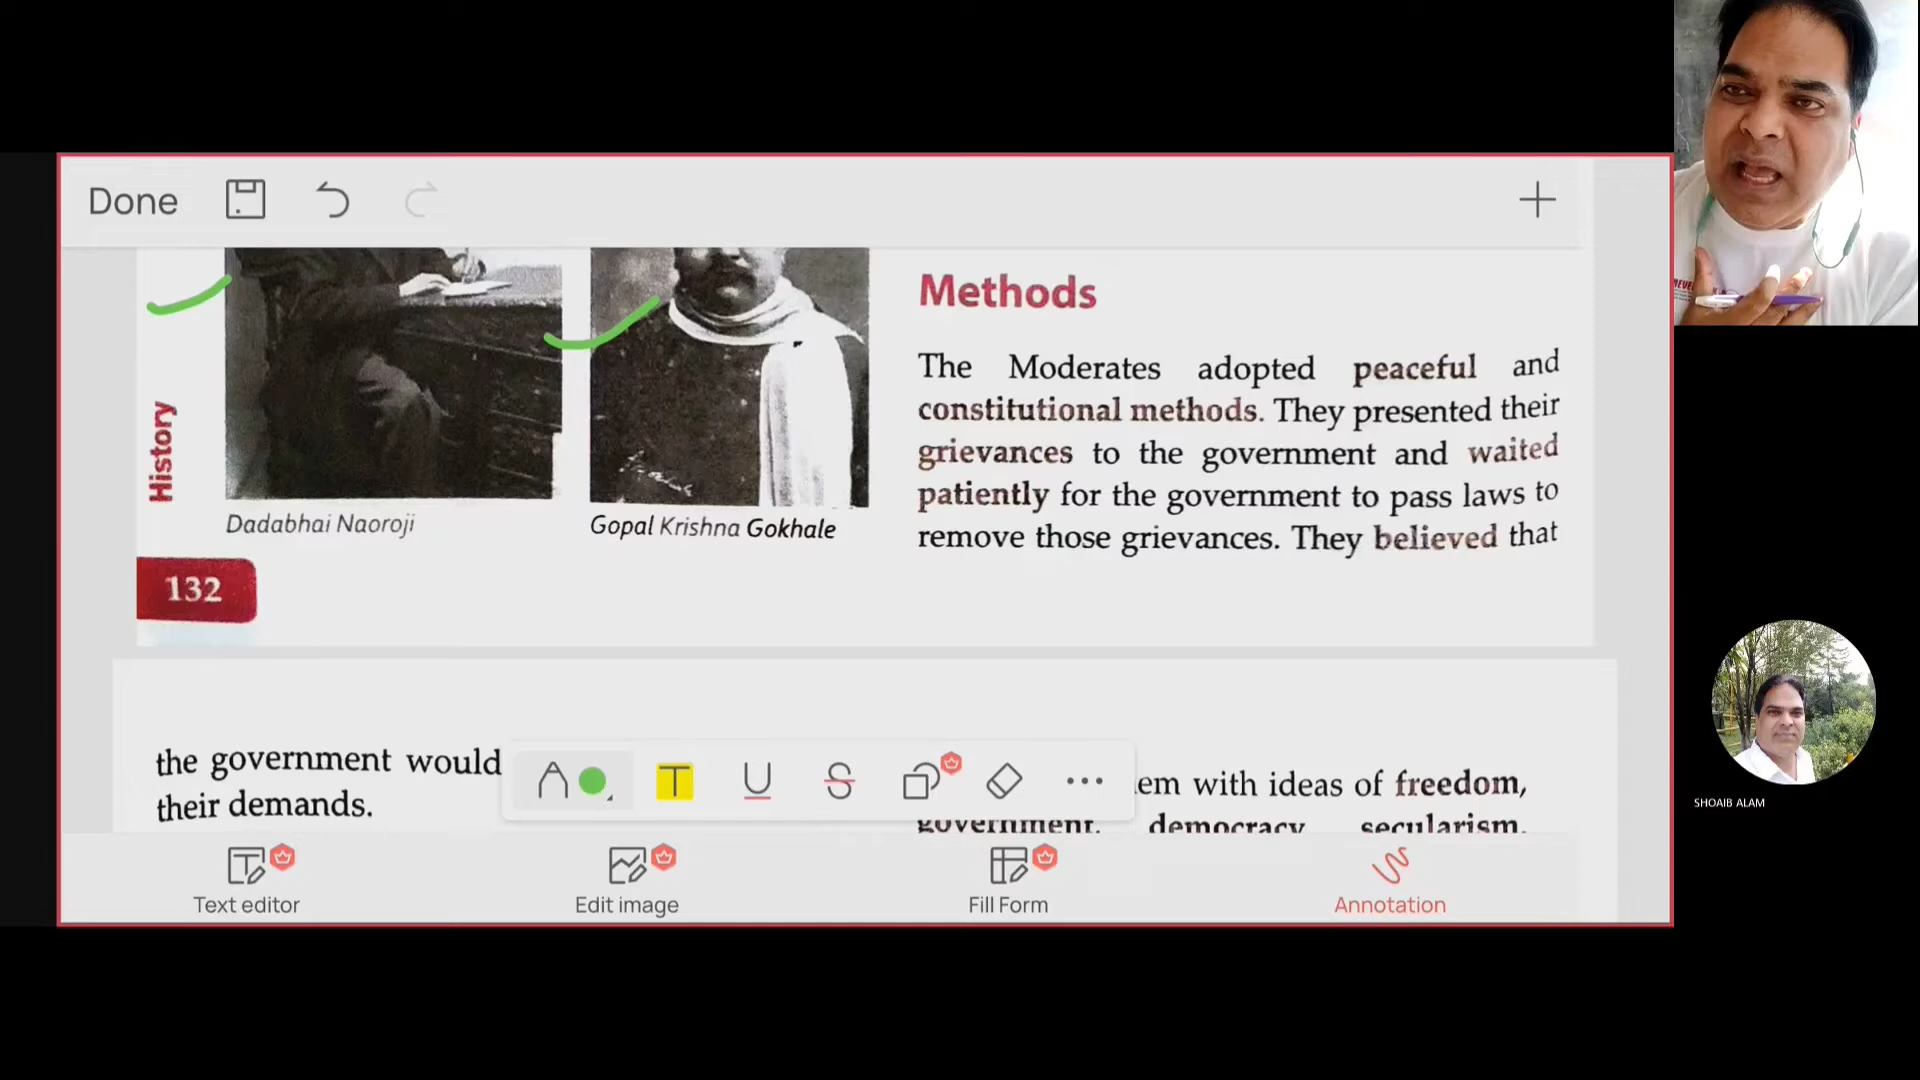 Done
History
Dadabhai Naoroji
Gopal Krishna Gokhale
132
Methods
The Moderates adopted peaceful and
constitutional methods. They presented their
grievances to the government and waited
patiently for the government to pass laws to
remove those grievances. They believed that
the government would
their demands.
with ideas of freedom,
government, democracy secularism,
T
U
S
Text editor
Edit image
Fill Form
Annotation
SHOAIB ALAM